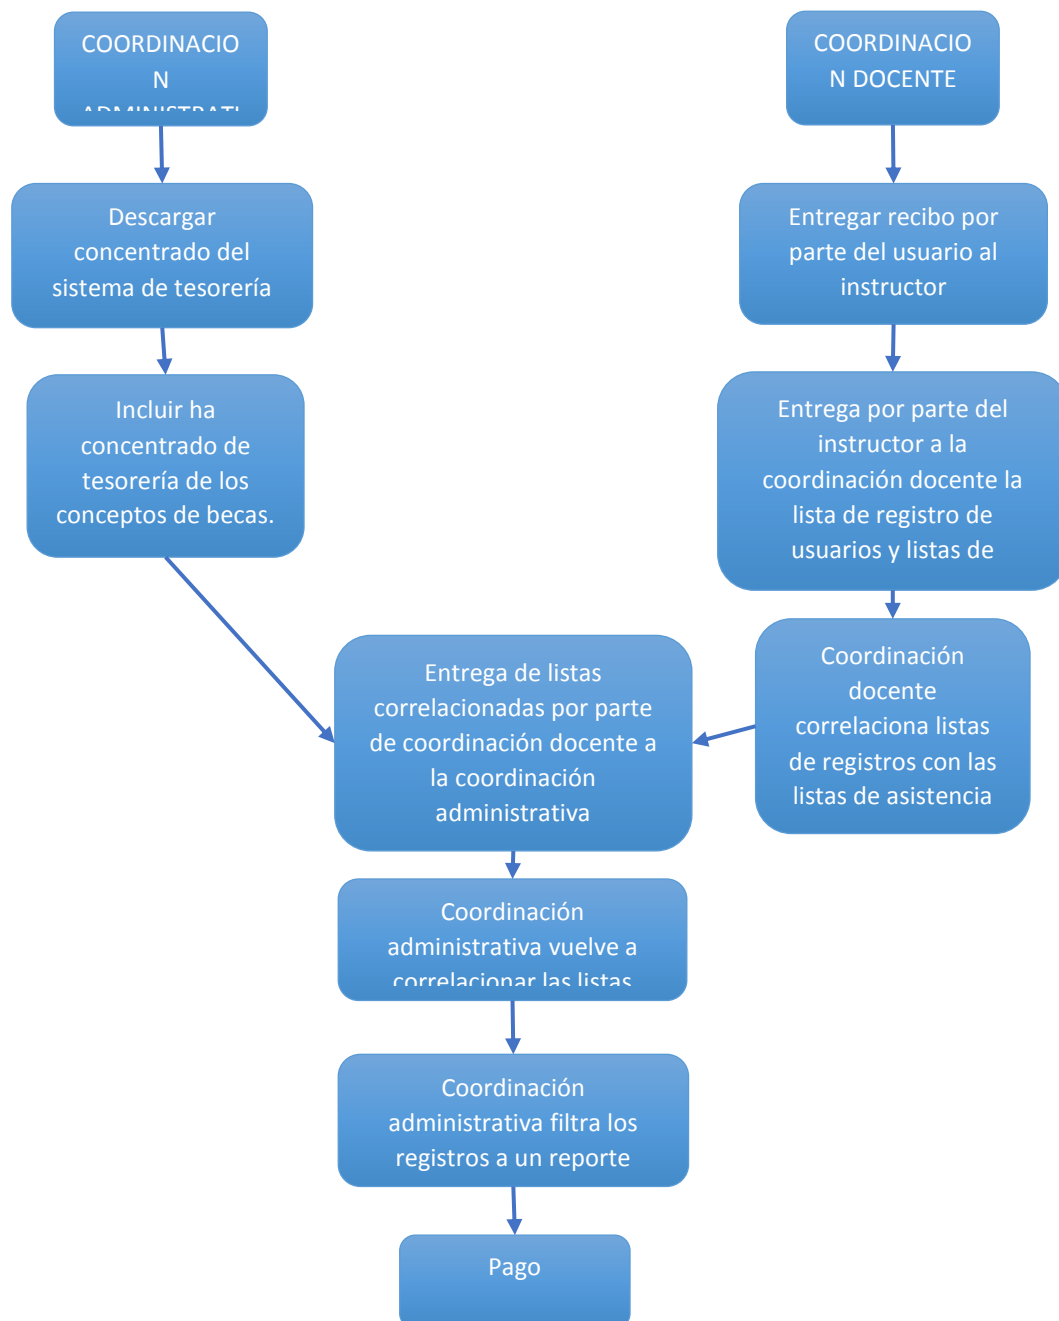 COORDINACIO
N
ADMINISTRATI
COORDINACIO
N DOCENTE
Descargar
concentrado del
sistema de tesorería
Entregar recibo por
parte del usuario al
instructor
Incluir ha
concentrado de
tesorería de los
conceptos de becas.
Entrega por parte del
instructor a la
coordinación docente la
lista de registro de
usuarios y listas de
Coordinación
docente
correlaciona listas
de registros con las
listas de asistencia
Entrega de listas
correlacionadas por parte
de coordinación docente a
la coordinación
administrativa
Coordinación
administrativa vuelve a
correlacionar las listas
Coordinación
administrativa filtra los
registros a un reporte
Pago